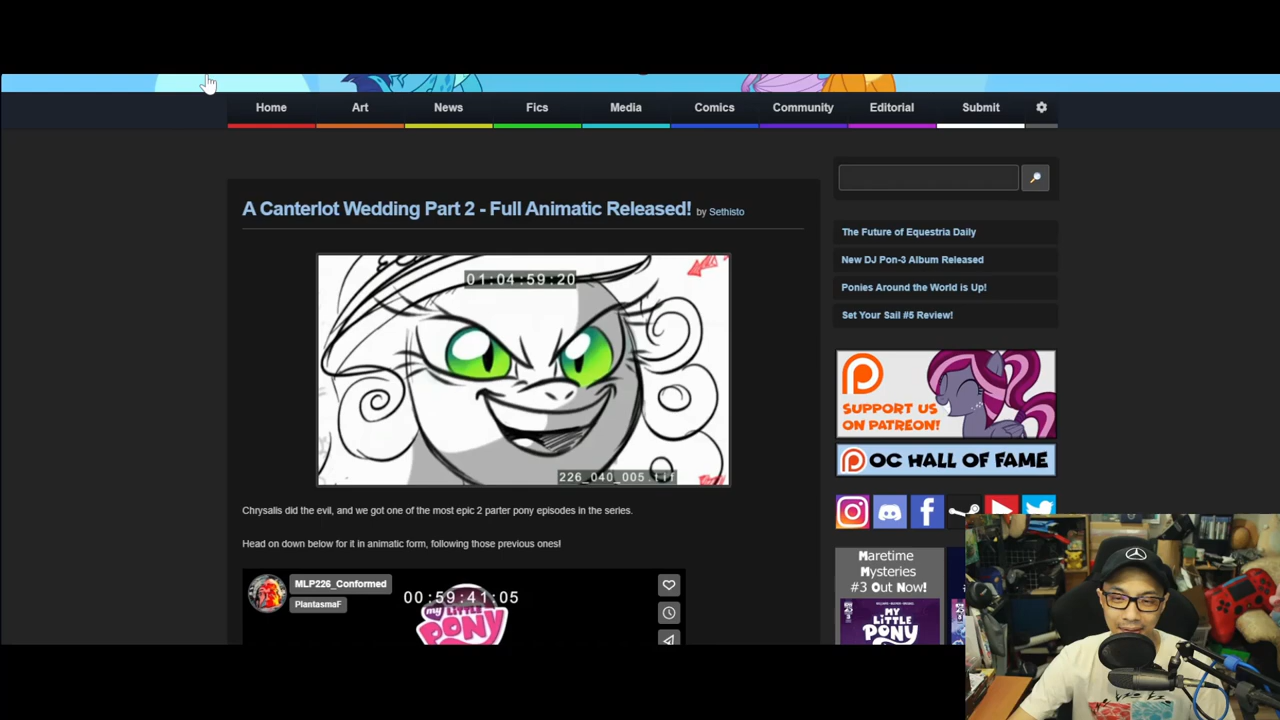 Home
Art
News
Fics
Media
Comics
Community
Editorial
Submit
A Canterlot Wedding Part 2 - Full Animatic Released! by Sethisto
01:04:59:20
226_040_005.tif
Chrysalis did the evil, and we got one of the most epic 2 parter pony episodes in the series.
Head on down below for it in animatic form, following those previous ones!
MLP226_Conformed
PlantasmaF
00:59:41:05
my LITTLE
PONY
The Future of Equestria Daily
New DJ Pon-3 Album Released
Ponies Around the World is Up!
Set Your Sail #5 Review!
SUPPORT US
ON PATREON!
OC HALL OF FAME
Maretime
Mysteries
#3 Out Now!
MY
LITTLE
PONY